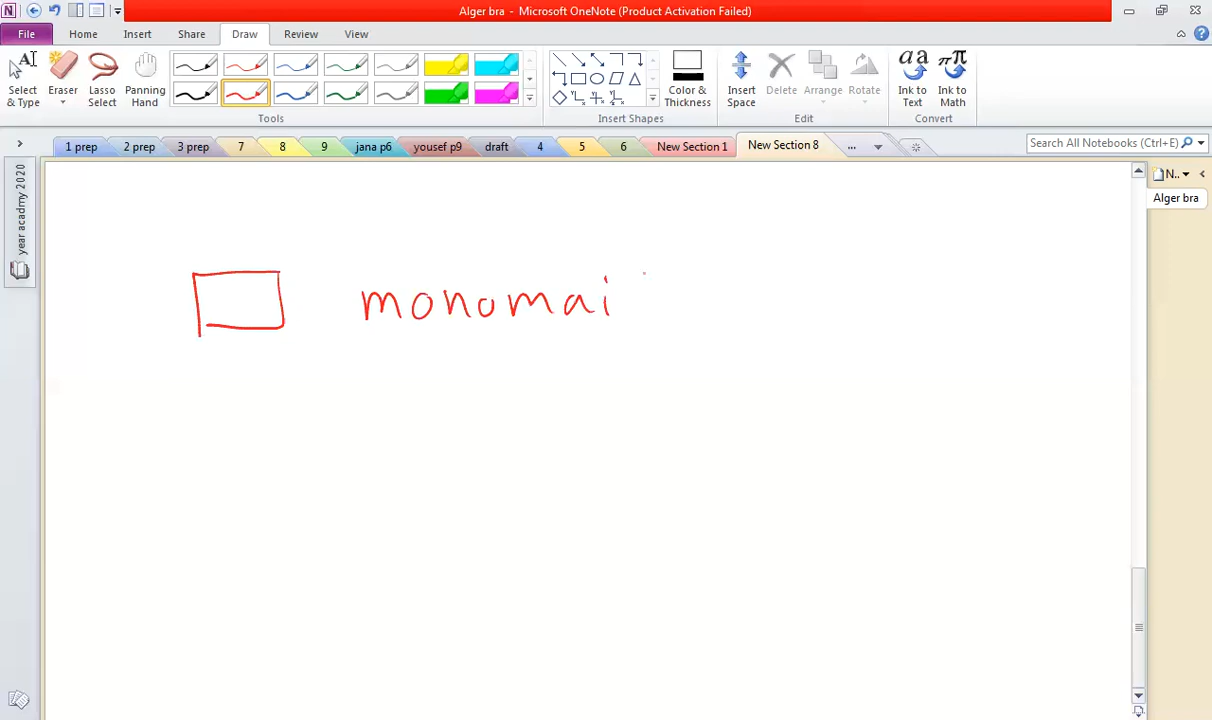 Alger bra - Microsoft OneNote (Product Activation Failed)
File Home Insert Share Draw Review View
Select & Type Eraser Lasso Select Panning Hand Color & Thickness Insert Space Delete Arrange Rotate Ink to Text Ink to Math
Tools Insert Shapes Edit Convert
1 prep 2 prep 3 prep 7 8 9 jana p6 yousef p9 draft 4 5 6 New Section 1 New Section 8 ... Search All Notebooks (Ctrl+E)
N..
Alger bra
year acadmy 2020
monomai